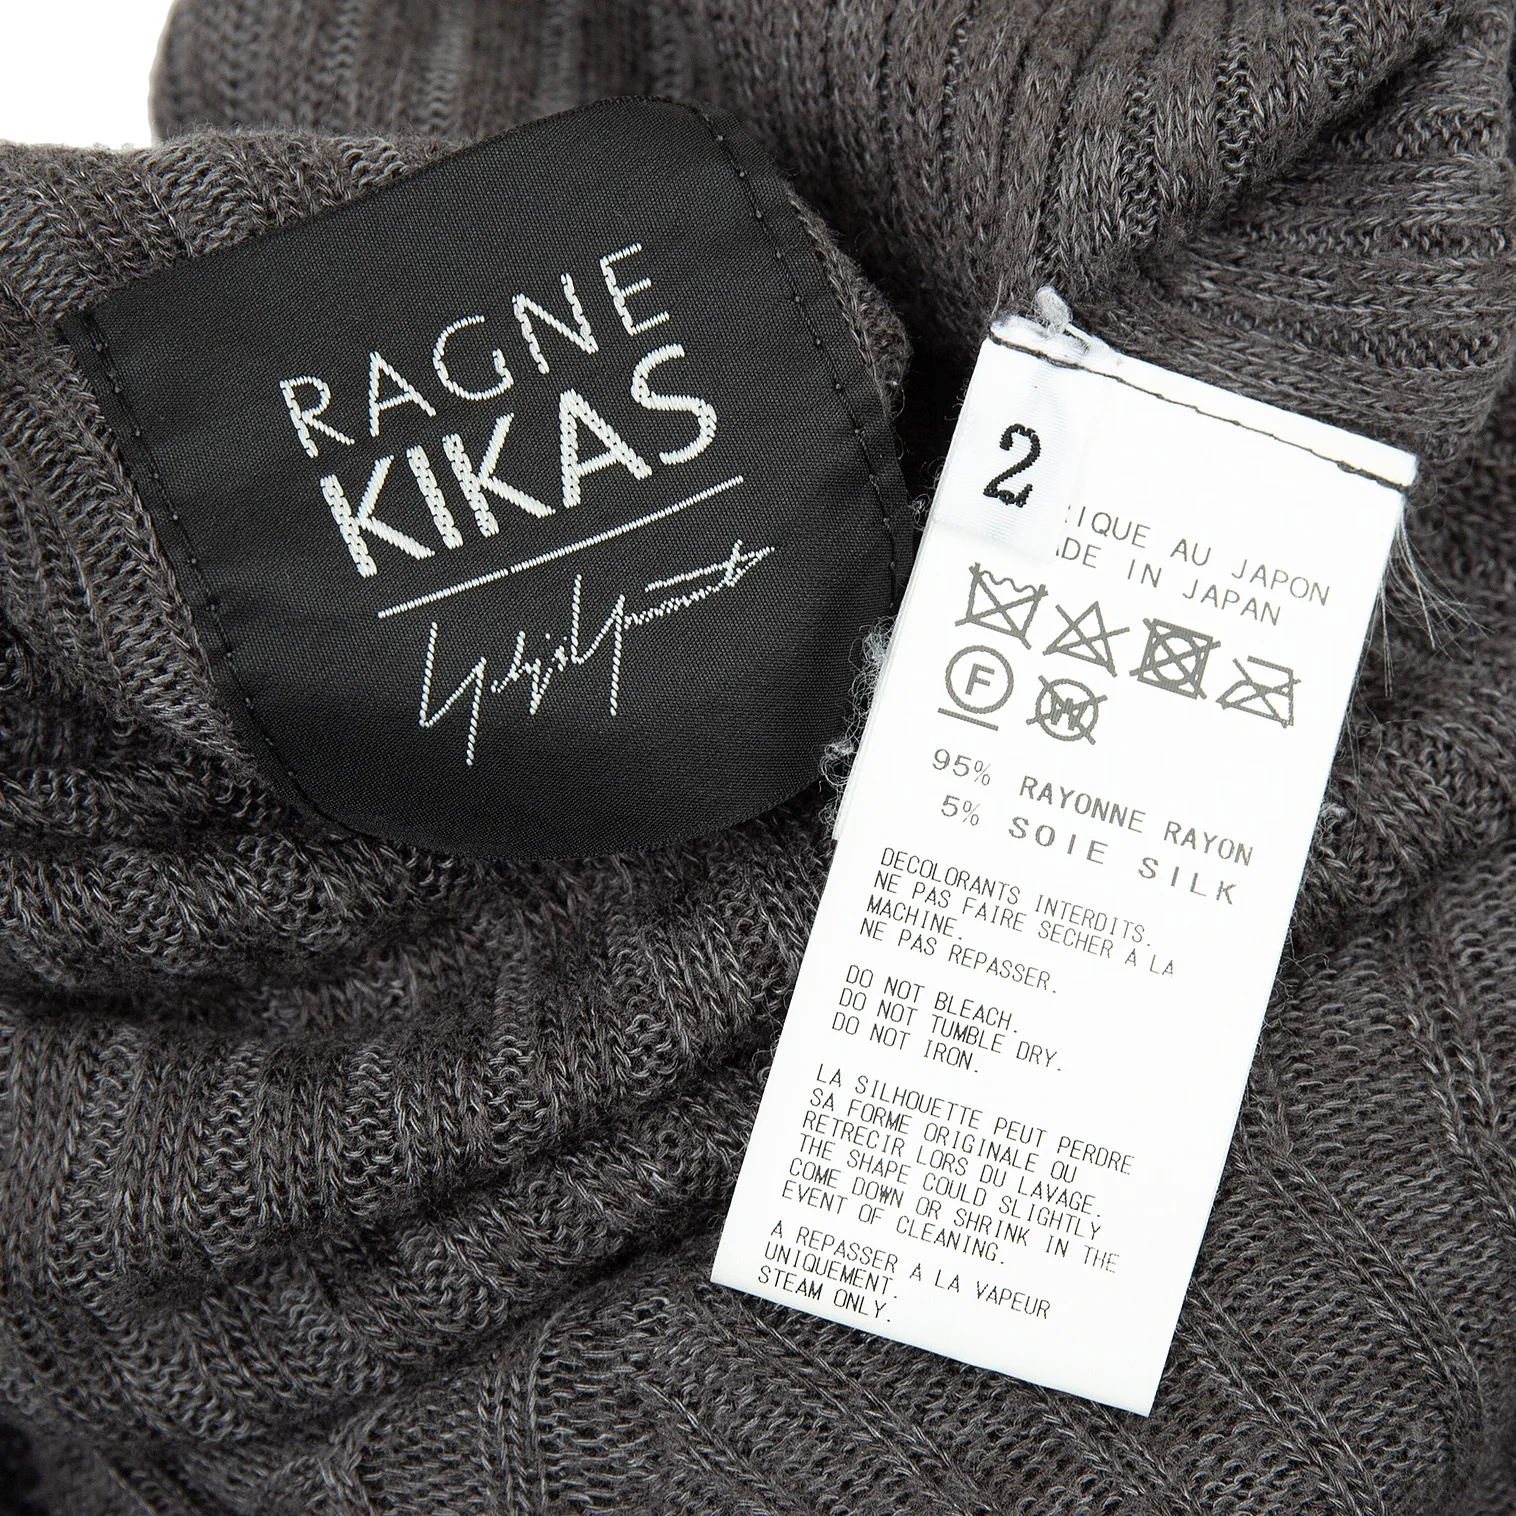 RAGNE
KIKAS
Yohji Yamamoto
2
IQUE AU JAPON
DE IN JAPAN
F
W
95% RAYONNE RAYON
5% SOIE SILK
DECOLORANTS INTERDITS.
NE PAS FAIRE SECHER A LA
MACHINE.
NE PAS REPASSER.
DO NOT BLEACH.
DO NOT TUMBLE DRY.
DO NOT IRON.
LA SILHOUETTE PEUT PERDRE
SA FORME ORIGINALE OU
RETRECIR LORS DU LAVAGE.
THE SHAPE COULD SLIGHTLY
COME DOWN OR SHRINK IN THE
EVENT OF CLEANING.
A REPASSER A LA VAPEUR
UNIQUEMENT.
STEAM ONLY.